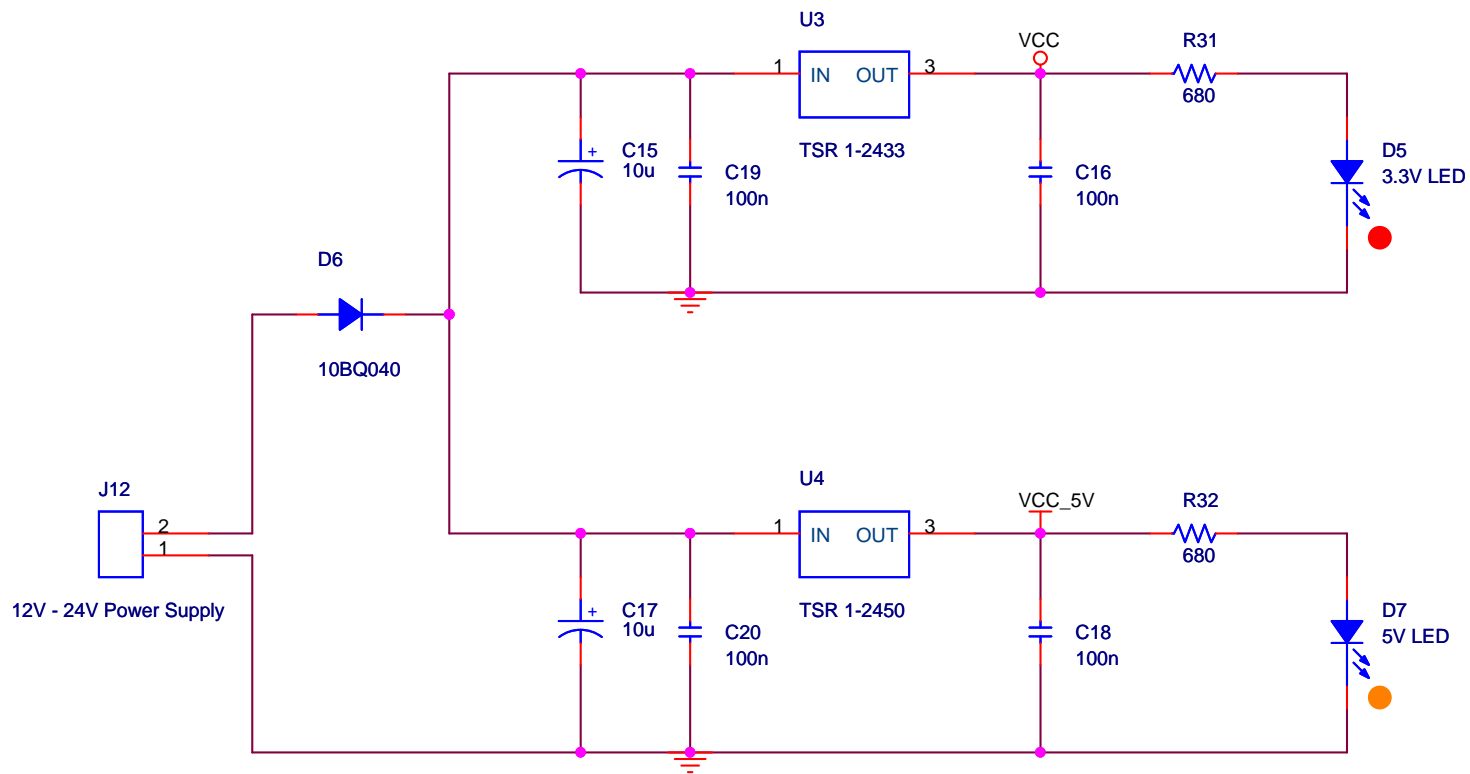 U3
VCC
R31
1
IN
OUT
3
680
TSR 1-2433
+
C15
10u
C19
100n
C16
100n
D5
3.3V LED
D6
10BQ040
J12
2
1
12V - 24V Power Supply
U4
VCC_5V
R32
1
IN
OUT
3
680
TSR 1-2450
+
C17
10u
C20
100n
C18
100n
D7
5V LED